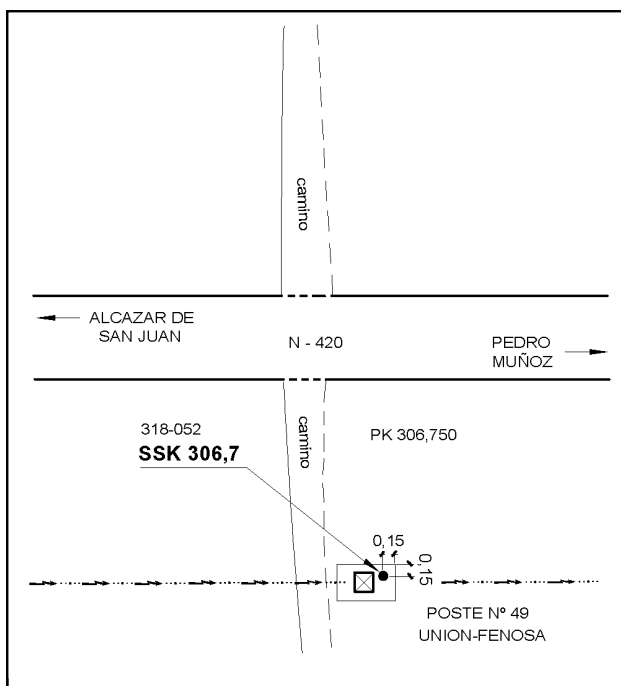 camino
ALCAZAR DE
SAN JUAN
N - 420
PEDRO
MUÑOZ
camino
318-052
SSK 306,7
PK 306,750
0,15
0,15
POSTE Nº 49
UNION-FENOSA